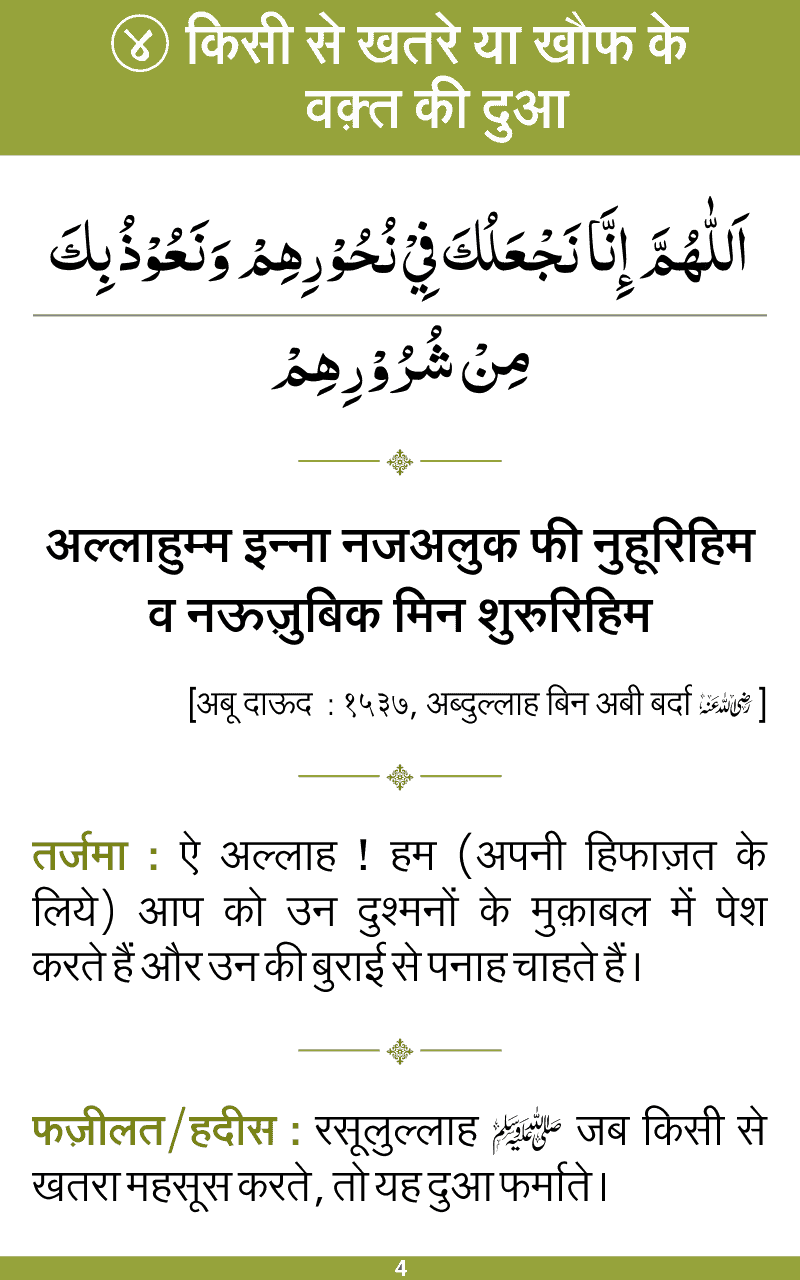 ④ किसी से खतरे या खौफ के
वक़्त की दुआ
اَللّٰهُمَّ إِنَّا نَجْعَلُكَ فِيْ نُحُوْرِهِمْ وَنَعُوْذُ بِكَ
مِنْ شُرُوْرِهِمْ
अल्लाहुम्म इन्ना नजअलुक फी नुहूरिहिम
व नऊज़ुबिक मिन शुरुरिहिम
[अबू दाऊद : १५३७, अब्दुल्लाह बिन अबी बर्दा رضي الله عنه ]
तर्जमा : ऐ अल्लाह ! हम (अपनी हिफाज़त के
लिये) आप को उन दुश्मनों के मुक़ाबल में पेश
करते हैं और उन की बुराई से पनाह चाहते हैं।
फज़ीलत/हदीस : रसूलुल्लाह ﷺ जब किसी से
खतरा महसूस करते, तो यह दुआ फर्माते।
4